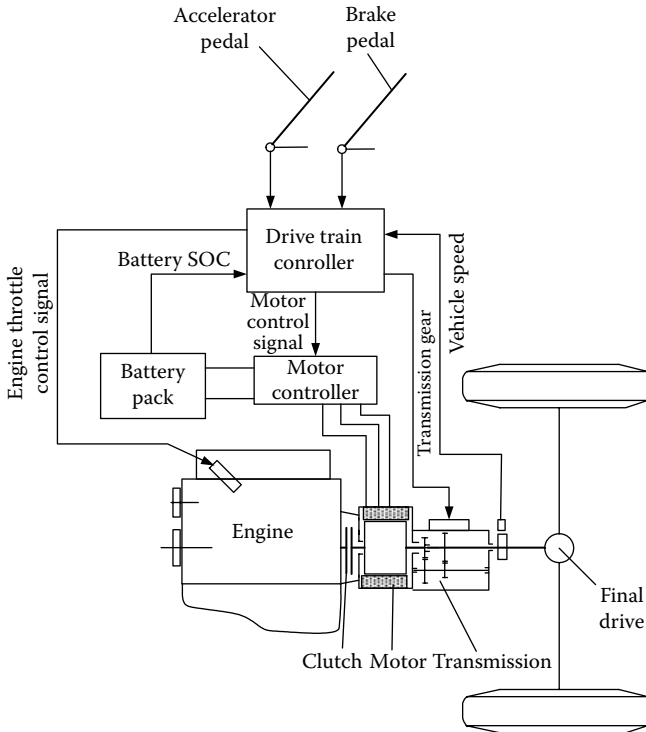 Accelerator
pedal
Brake
pedal
Drive train
conroller
Battery SOC
Motor
control
signal
Engine throttle
control signal
Vehicle speed
Transmission gear
Battery
pack
Motor
controller
Engine
Final
drive
Clutch Motor Transmission